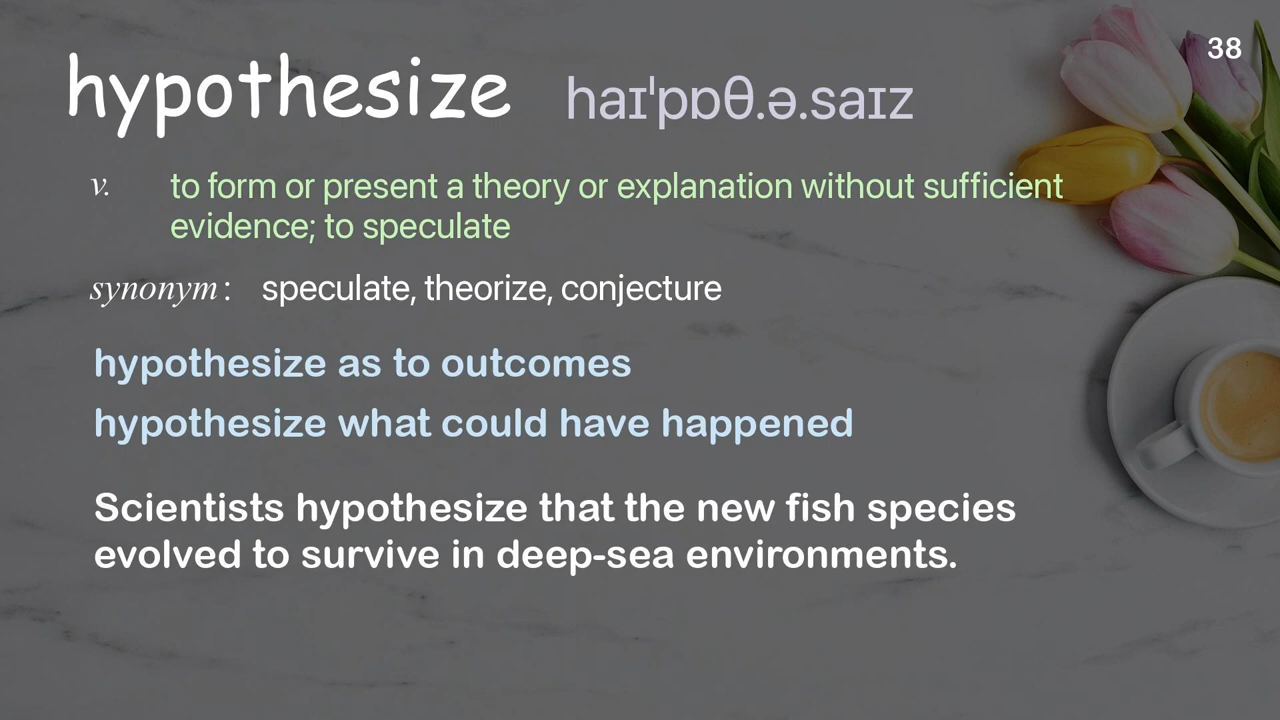 38
hypothesize haɪˈpɒθ.ə.saɪz
v. to form or present a theory or explanation without sufficient
evidence; to speculate
synonym: speculate, theorize, conjecture
hypothesize as to outcomes
hypothesize what could have happened
Scientists hypothesize that the new fish species
evolved to survive in deep-sea environments.